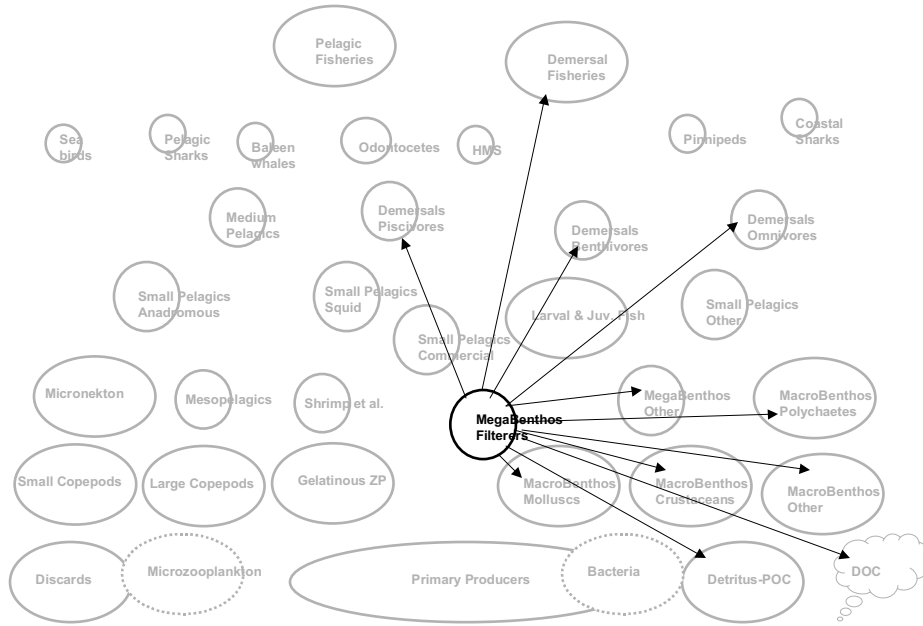 Pelagic
Fisheries
Demersal
Fisheries
Sea
birds
Pelagic
Sharks
Baleen
whales
Odontocetes
HMS
Pinnipeds
Coastal
Sharks
Medium
Pelagics
Demersals
Piscivores
Demersals
Benthivores
Demersals
Omnivores
Small Pelagics
Anadromous
Small Pelagics
Squid
Small Pelagics
Commercial
Larval & Juv. Fish
Small Pelagics
Other
Micronekton
Mesopelagics
Shrimp et al.
MegaBenthos
Filterers
MegaBenthos
Other
MacroBenthos
Polychaetes
Small Copepods
Large Copepods
Gelatinous ZP
MacroBenthos
Molluscs
MacroBenthos
Crustaceans
MacroBenthos
Other
Discards
Microzooplankton
Primary Producers
Bacteria
Detritus-POC
DOC